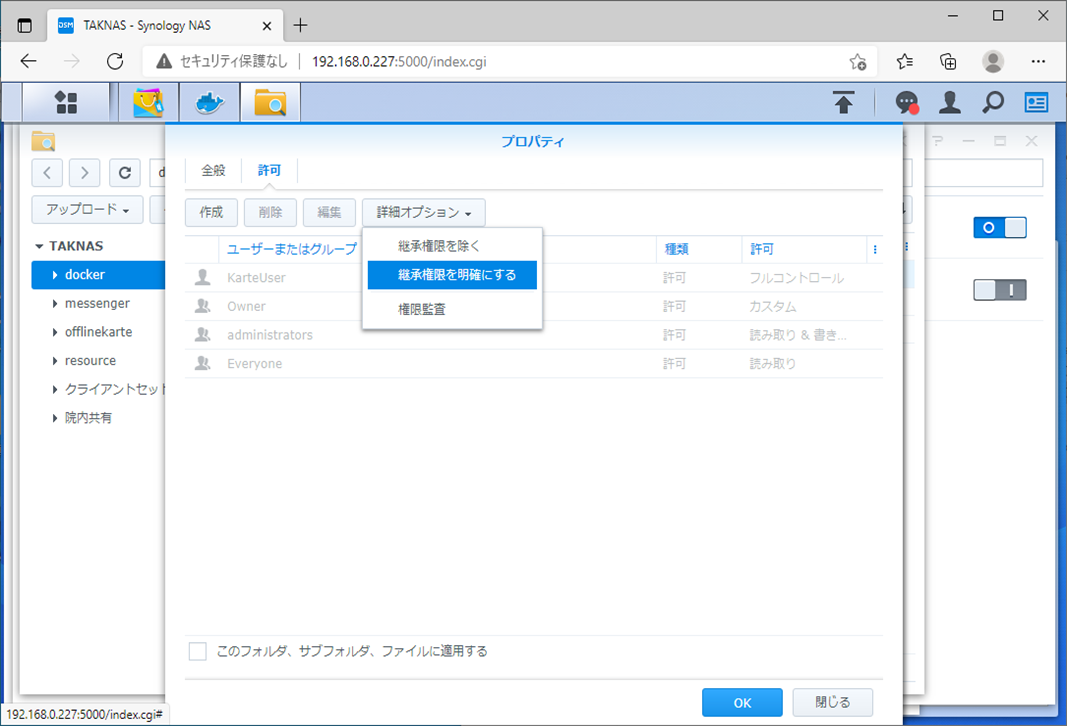 DSM
TAKNAS - Synology NAS
セキュリティ保護なし
192.168.0.227:5000/index.cgi
プロパティ
全般
許可
作成
削除
編集
詳細オプション
アップロード
継承権限を除く
継承権限を明確にする
権限監査
ユーザーまたはグループ
種類
許可
KarteUser
許可
フルコントロール
Owner
許可
カスタム
administrators
許可
読み取り & 書き...
Everyone
許可
読み取り
TAKNAS
docker
messenger
offlinekarte
resource
クライアントセット
院内共有
このフォルダ、サブフォルダ、ファイルに適用する
OK
閉じる
192.168.0.227:5000/index.cgi#